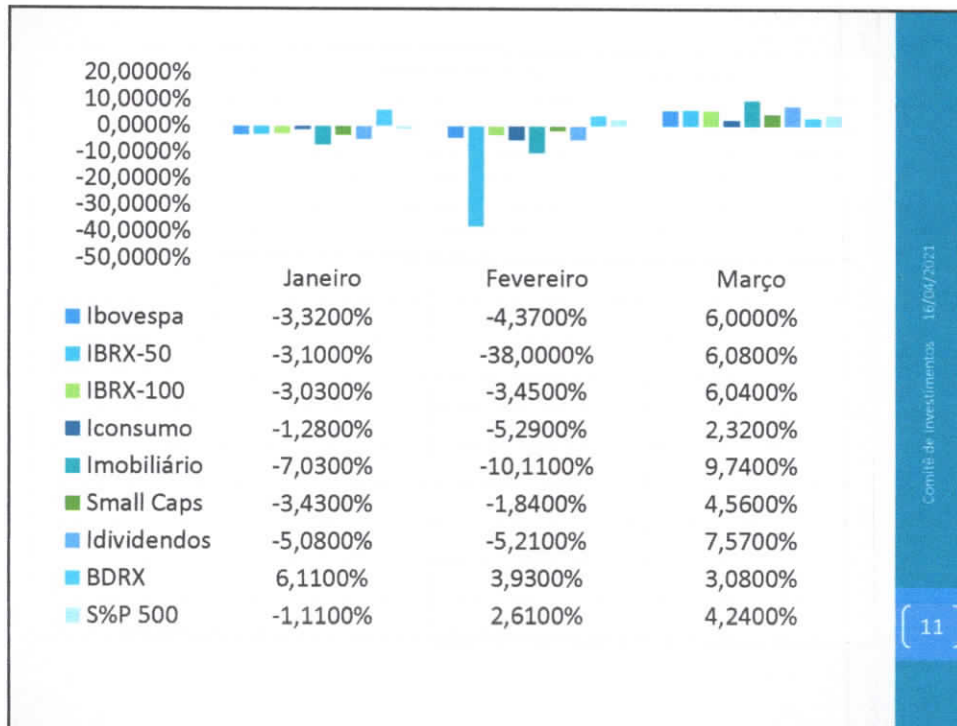 20,0000%
10,0000%
0,0000%
-10,0000%
-20,0000%
-30,0000%
-40,0000%
-50,0000%
Janeiro Fevereiro Março
Ibovespa -3,3200% -4,3700% 6,0000%
IBRX-50 -3,1000% -38,0000% 6,0800%
IBRX-100 -3,0300% -3,4500% 6,0400%
Iconsumo -1,2800% -5,2900% 2,3200%
Imobiliário -7,0300% -10,1100% 9,7400%
Small Caps -3,4300% -1,8400% 4,5600%
Idividendos -5,0800% -5,2100% 7,5700%
BDRX 6,1100% 3,9300% 3,0800%
S%P 500 -1,1100% 2,6100% 4,2400%
Comitê de investimentos 16/04/2021
11